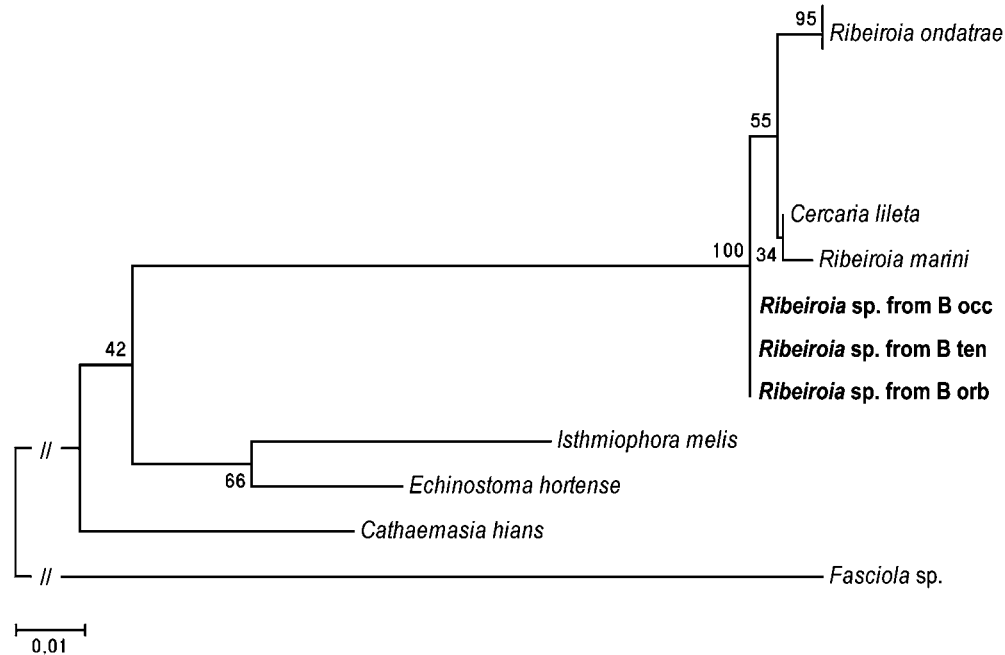 95
Ribeiroia ondatrae
55
Cercaria lileta
100
34
Ribeiroia marini
Ribeiroia sp. from B occ
42
Ribeiroia sp. from B ten
Ribeiroia sp. from B orb
Isthmiophora melis
//
66
Echinostoma hortense
Cathaemasia hians
//
Fasciola sp.
0,01